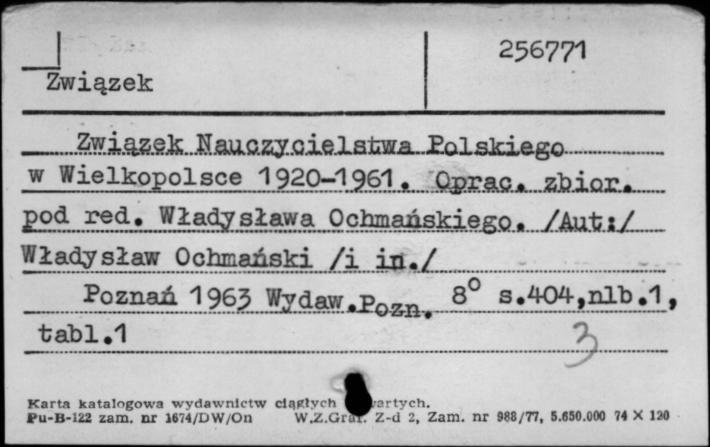 256771
Związek
Związek Nauczycielstwa Polskiego
w Wielkopolsce 1920-1961. Oprac. zbior.
pod red. Władysława Ochmańskiego. /Aut:/
Władysław Ochmański /i in./
Poznań 1963 Wydaw.Pozn. 8° s.404,nlb.1,
tabl.1
3
Karta katalogowa wydawnictw ciągłych
Pu-B-122 zam. nr 1674/DW/On W.Z.Graf. Z-d 2, Zam. nr 988/77, 5.650.000 74 X 120